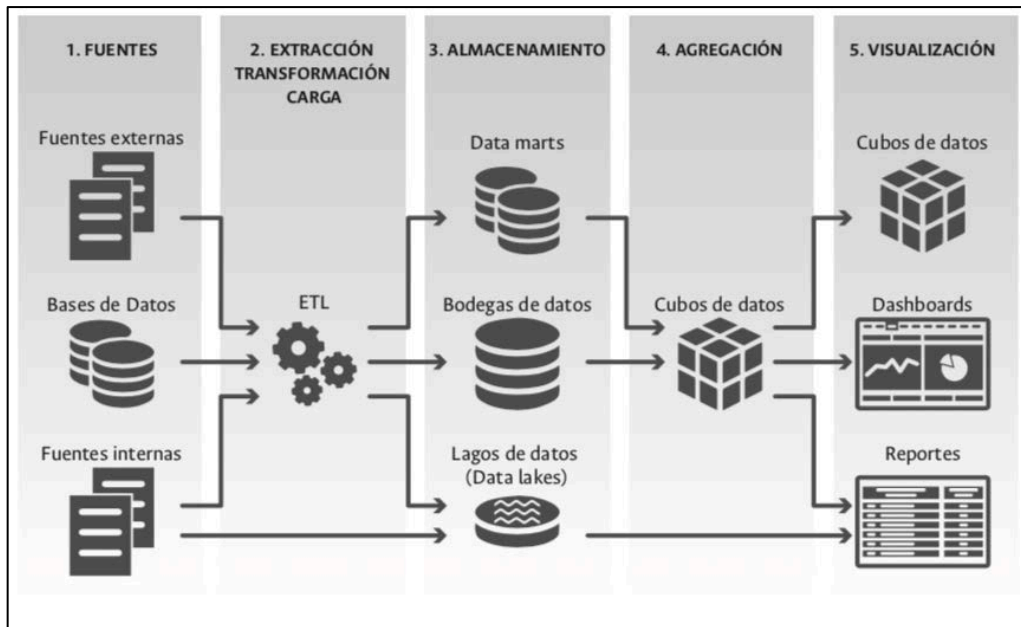 1. FUENTES
2. EXTRACCIÓN
TRANSFORMACIÓN
CARGA
3. ALMACENAMIENTO
4. AGREGACIÓN
5. VISUALIZACIÓN
Fuentes externas
Data marts
Cubos de datos
Bases de Datos
ETL
Bodegas de datos
Cubos de datos
Dashboards
Fuentes internas
Lagos de datos
(Data lakes)
Reportes